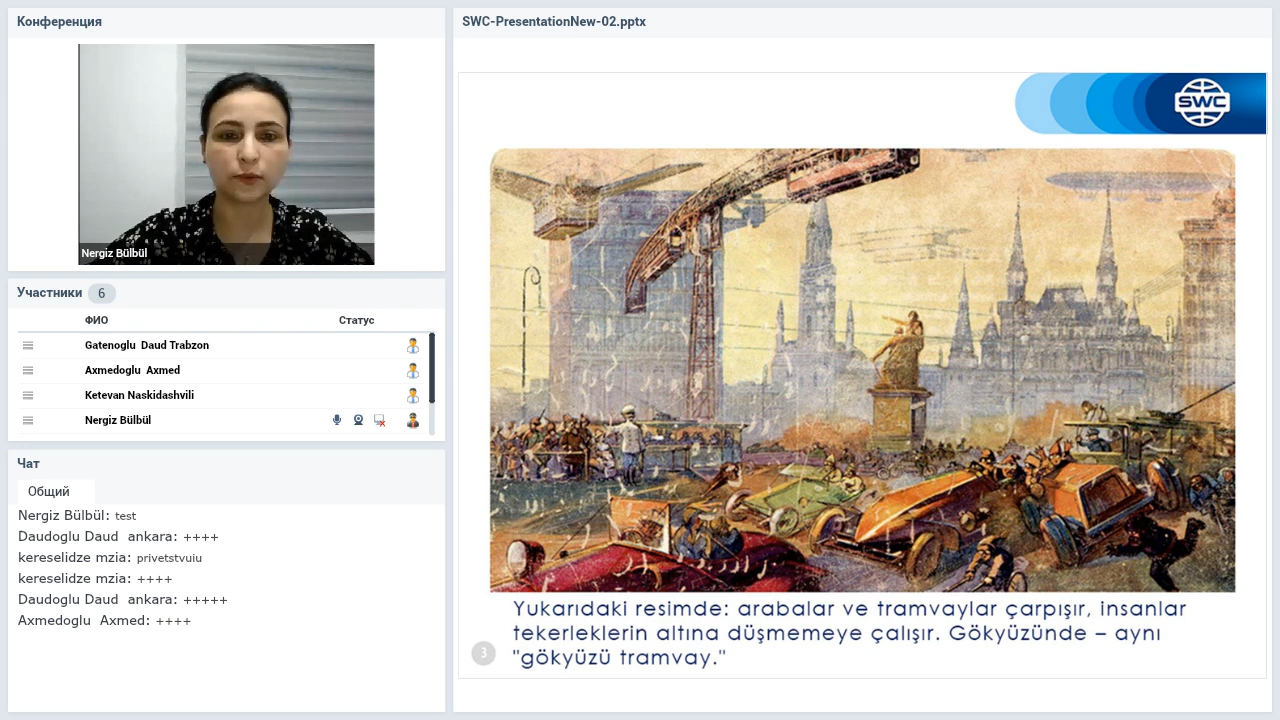 Конференция
Nergiz Bülbül
Участники 6
ФИО Статус
Gatenoglu Daud Trabzon
Axmedoglu Axmed
Ketevan Naskidashvili
Nergiz Bülbül
Чат
Общий
Nergiz Bülbül: test
Daudoglu Daud ankara: ++++
kereselidze mzia: privetstvuiu
kereselidze mzia: ++++
Daudoglu Daud ankara: +++++
Axmedoglu Axmed: ++++
SWC-PresentationNew-02.pptx
SWC
Yukarıdaki resimde: arabalar ve tramvaylar çarpışır, insanlar
tekerleklerin altına düşmemeye çalışır. Gökyüzünde – aynı
"gökyüzü tramvay."
3